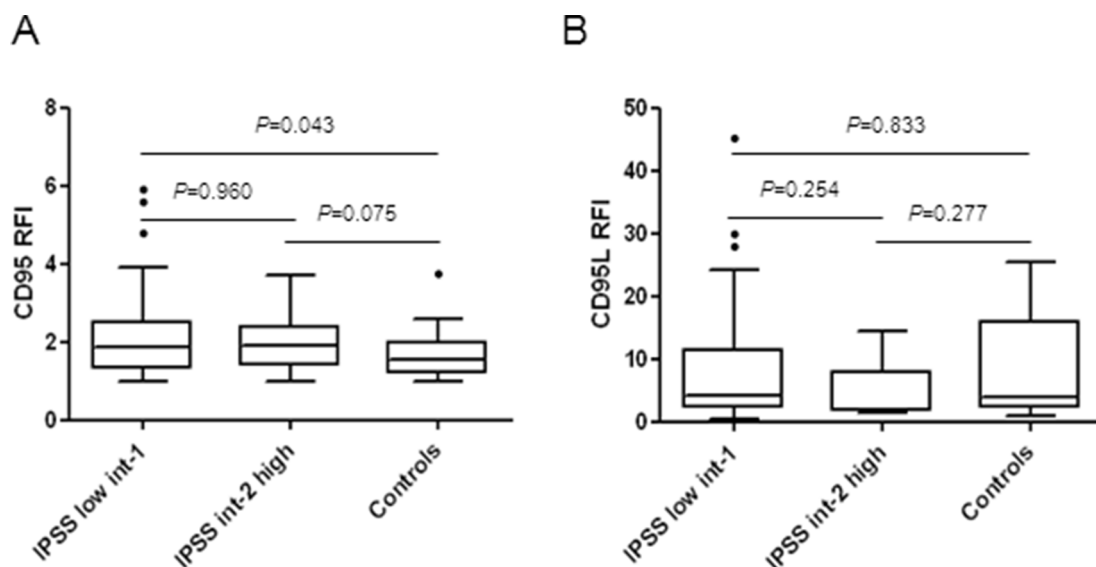 A
CD95 RFI
8
6
4
2
0
P=0.043
P=0.960
P=0.075
IPSS low int-1
IPSS int-2 high
Controls
B
CD95L RFI
50
40
30
20
10
0
P=0.833
P=0.254
P=0.277
IPSS low int-1
IPSS int-2 high
Controls